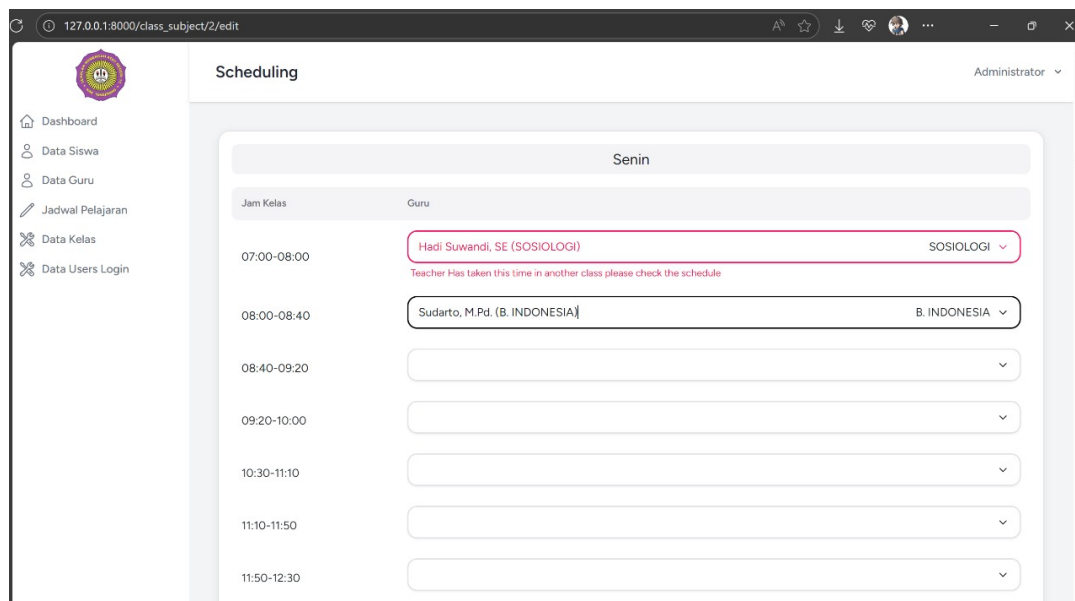 127.0.0.1:8000/class_subject/2/edit
Scheduling
Administrator
Dashboard
Data Siswa
Data Guru
Jadwal Pelajaran
Data Kelas
Data Users Login
Senin
Jam Kelas Guru
07:00-08:00 Hadi Suwandi, SE (SOSIOLOGI) SOSIOLOGI
Teacher Has taken this time in another class please check the schedule
08:00-08:40 Sudarto, M.Pd. (B. INDONESIA) B. INDONESIA
08:40-09:20
09:20-10:00
10:30-11:10
11:10-11:50
11:50-12:30